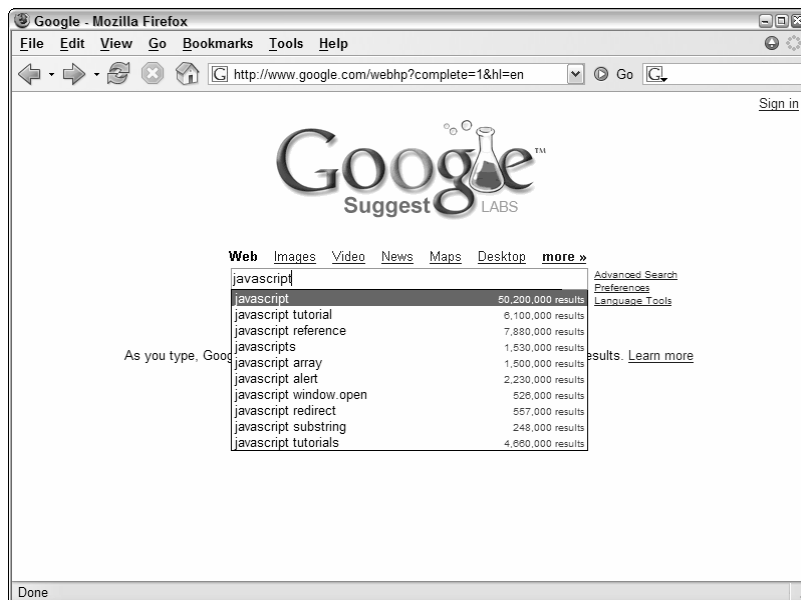 Google - Mozilla Firefox
File Edit View Go Bookmarks Tools Help
G http://www.google.com/webhp?complete=1&hl=en Go G
Sign in
Google™
Suggest LABS
Web Images Video News Maps Desktop more »
javascript
Advanced Search
Preferences
Language Tools
javascript 50,200,000 results
javascript tutorial 6,100,000 results
javascript reference 7,880,000 results
javascripts 1,530,000 results
javascript array 1,500,000 results
javascript alert 2,230,000 results
javascript window.open 526,000 results
javascript redirect 557,000 results
javascript substring 248,000 results
javascript tutorials 4,660,000 results
As you type, Goog esults. Learn more
Done